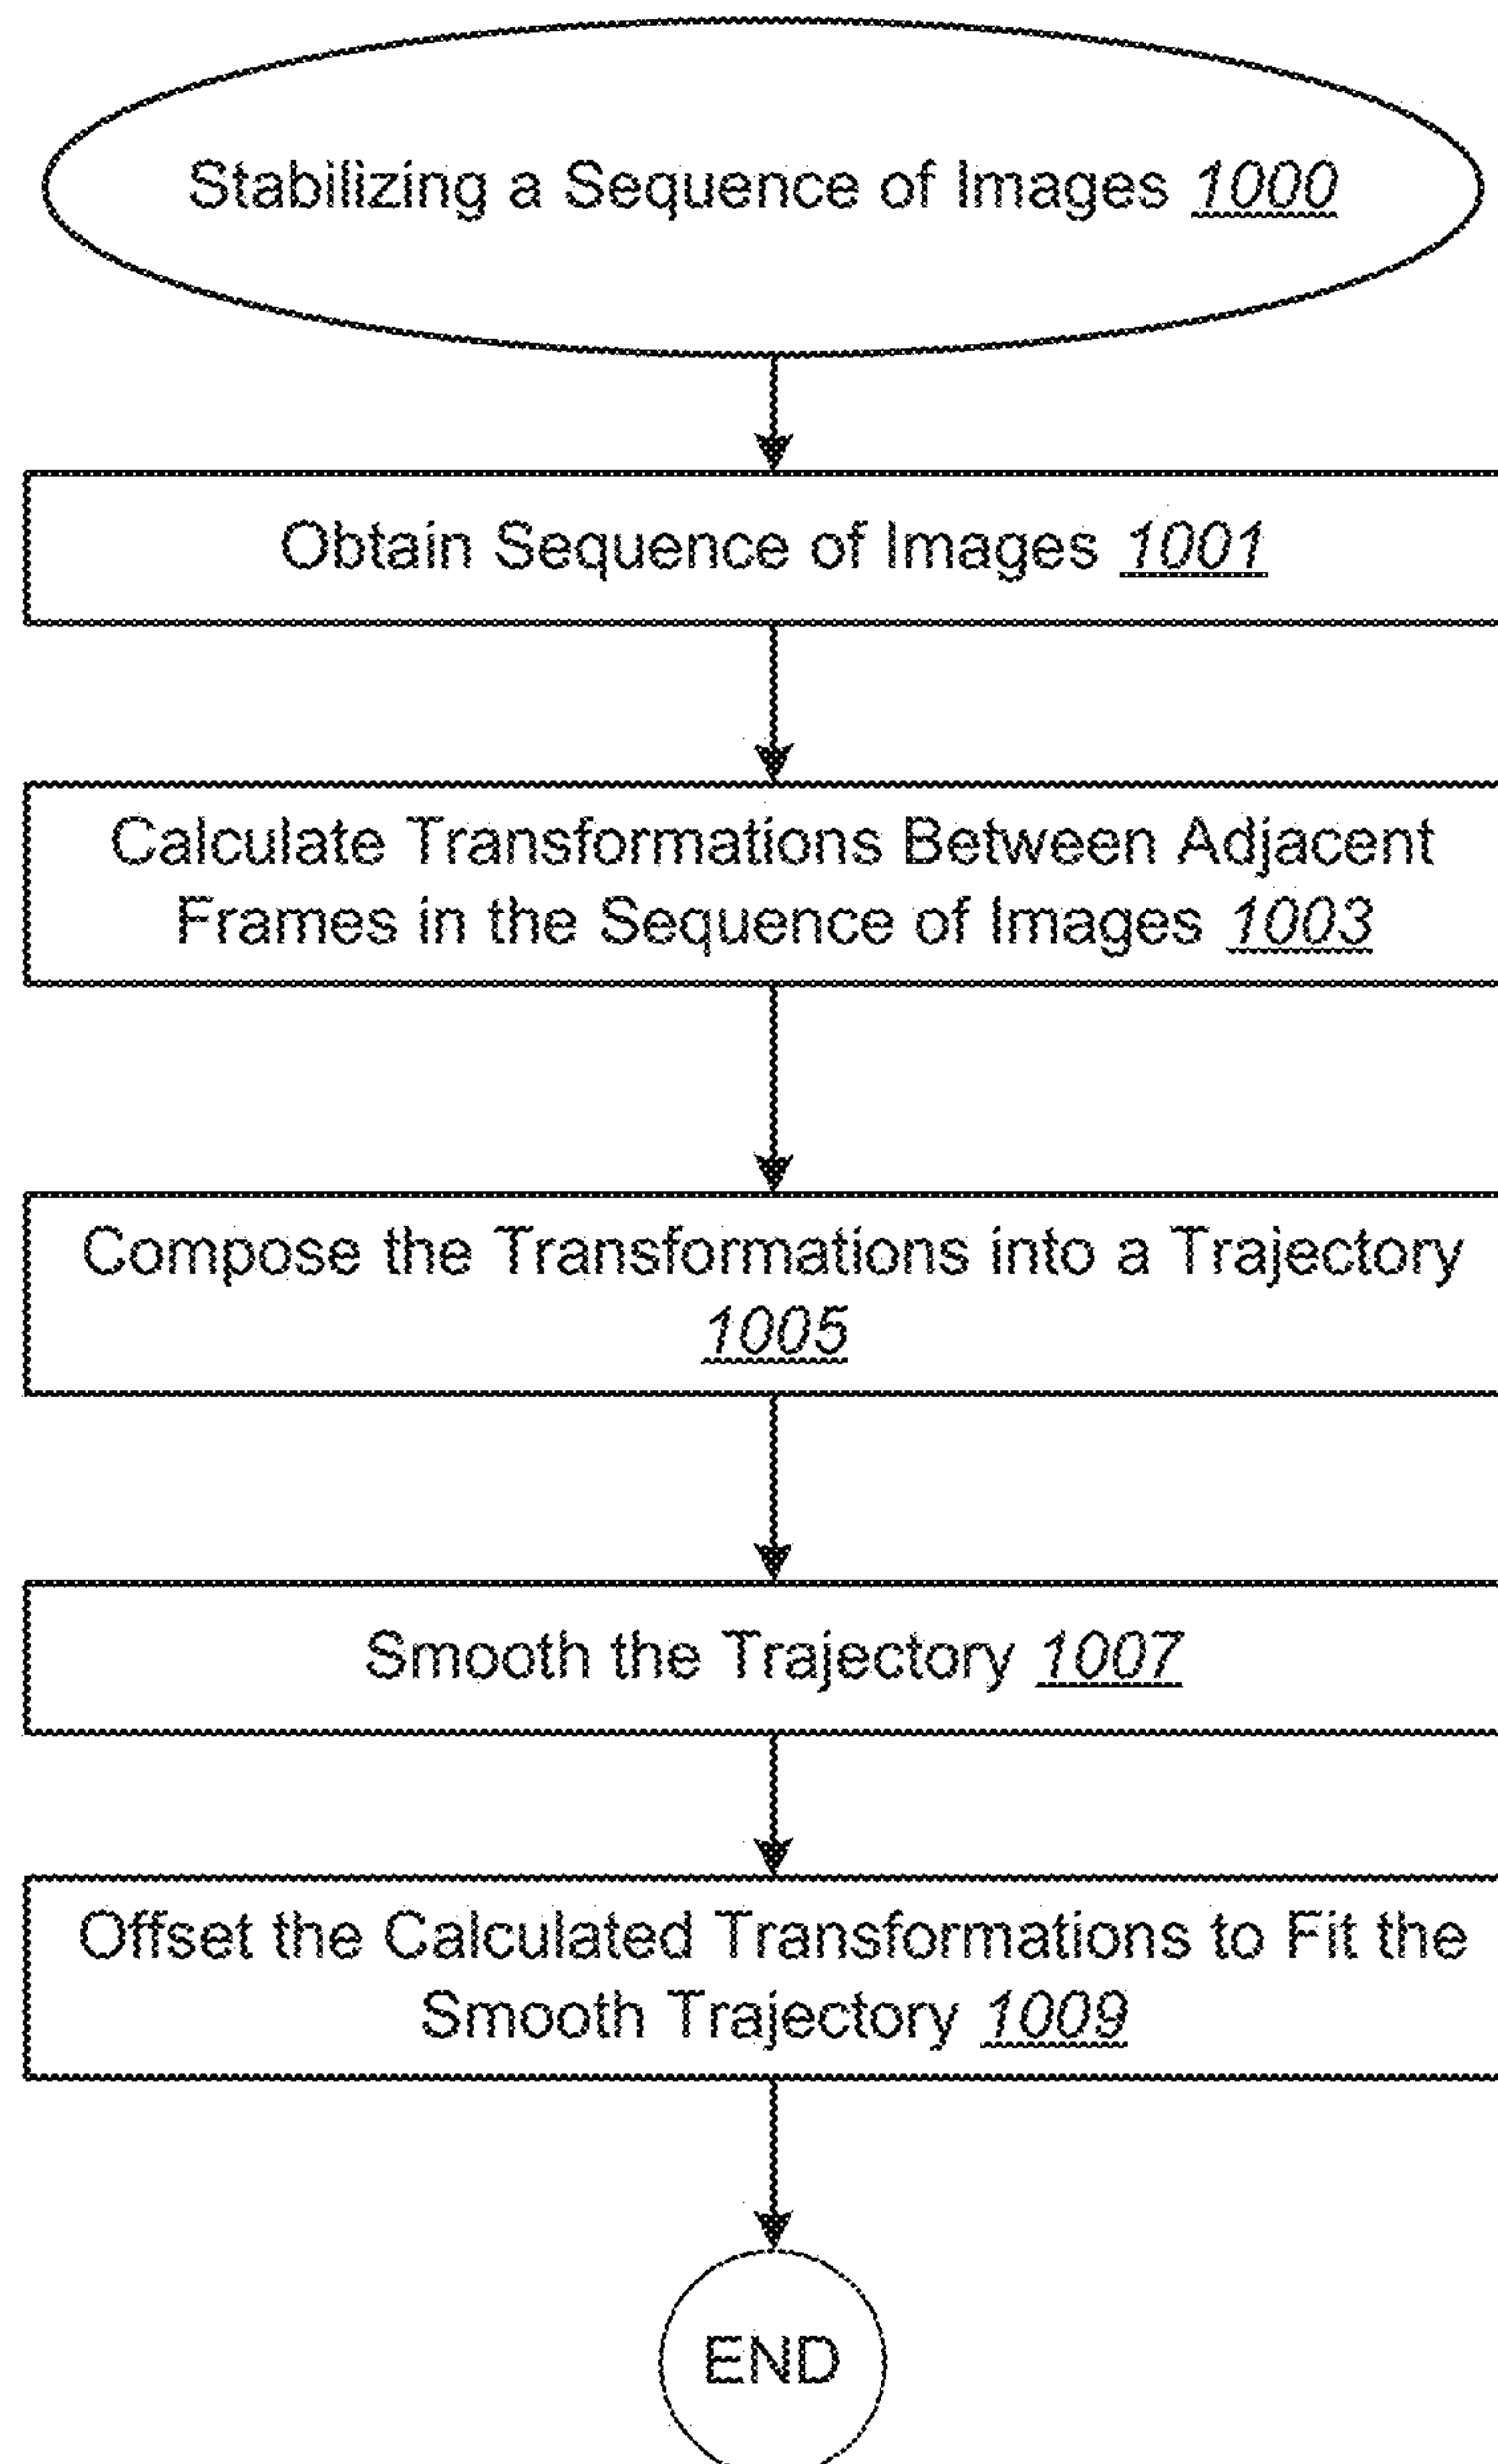 Stabilizing a Sequence of Images 1000
Obtain Sequence of Images 1001
Calculate Transformations Between Adjacent
Frames in the Sequence of Images 1003
Compose the Transformations into a Trajectory
1005
Smooth the Trajectory 1007
Offset the Calculated Transformations to Fit the
Smooth Trajectory 1009
END